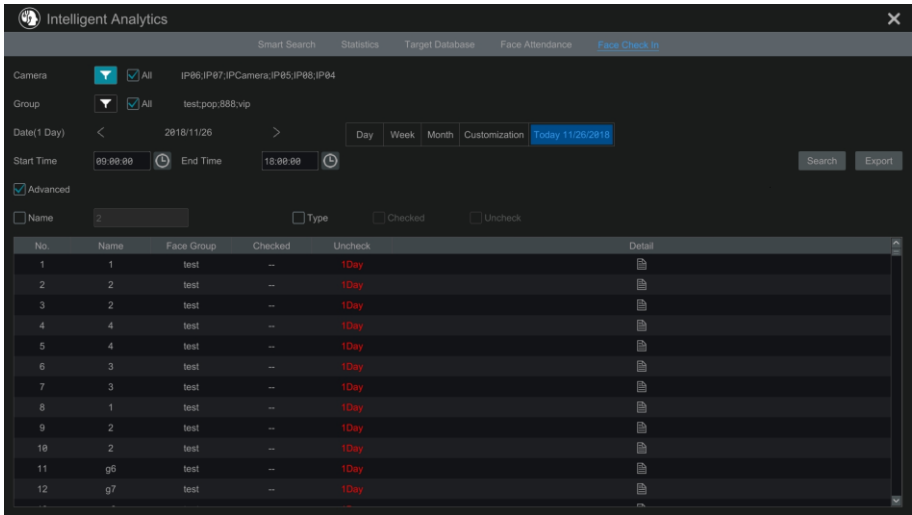 Intelligent Analytics
Smart Search Statistics Target Database Face Attendance Face Check In
Camera All IP06;IP07;IPCamera;IP05;IP08;IP04
Group All test;pop;888;vip
Date(1 Day) < 2018/11/26 > Day Week Month Customization Today 11/26/2018
Start Time 09:00:00 End Time 18:00:00 Search Export
Advanced
Name 2 Type Checked Uncheck
No. Name Face Group Checked Uncheck Detail
1 1 test -- 1Day
2 2 test -- 1Day
3 2 test -- 1Day
4 4 test -- 1Day
5 4 test -- 1Day
6 3 test -- 1Day
7 3 test -- 1Day
8 1 test -- 1Day
9 2 test -- 1Day
10 2 test -- 1Day
11 g6 test -- 1Day
12 g7 test -- 1Day